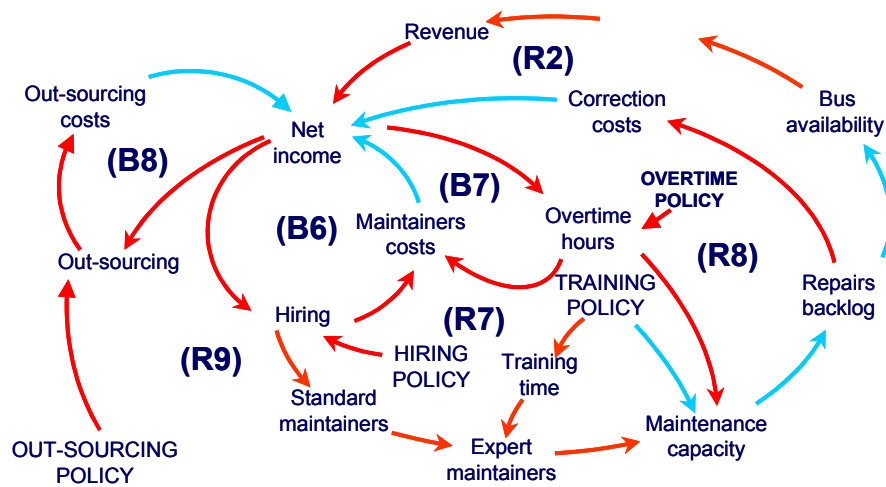 Revenue
(R2)
Out-sourcing
costs
Correction
costs
Bus
availability
Net
income
(B8)
(B7)
OVERTIME
POLICY
(B6)
Maintainers
costs
Overtime
hours
(R8)
Out-sourcing
TRAINING
POLICY
Repairs
backlog
Hiring
(R7)
(R9)
HIRING
POLICY
Training
time
Standard
maintainers
Maintenance
capacity
OUT-SOURCING
POLICY
Expert
maintainers